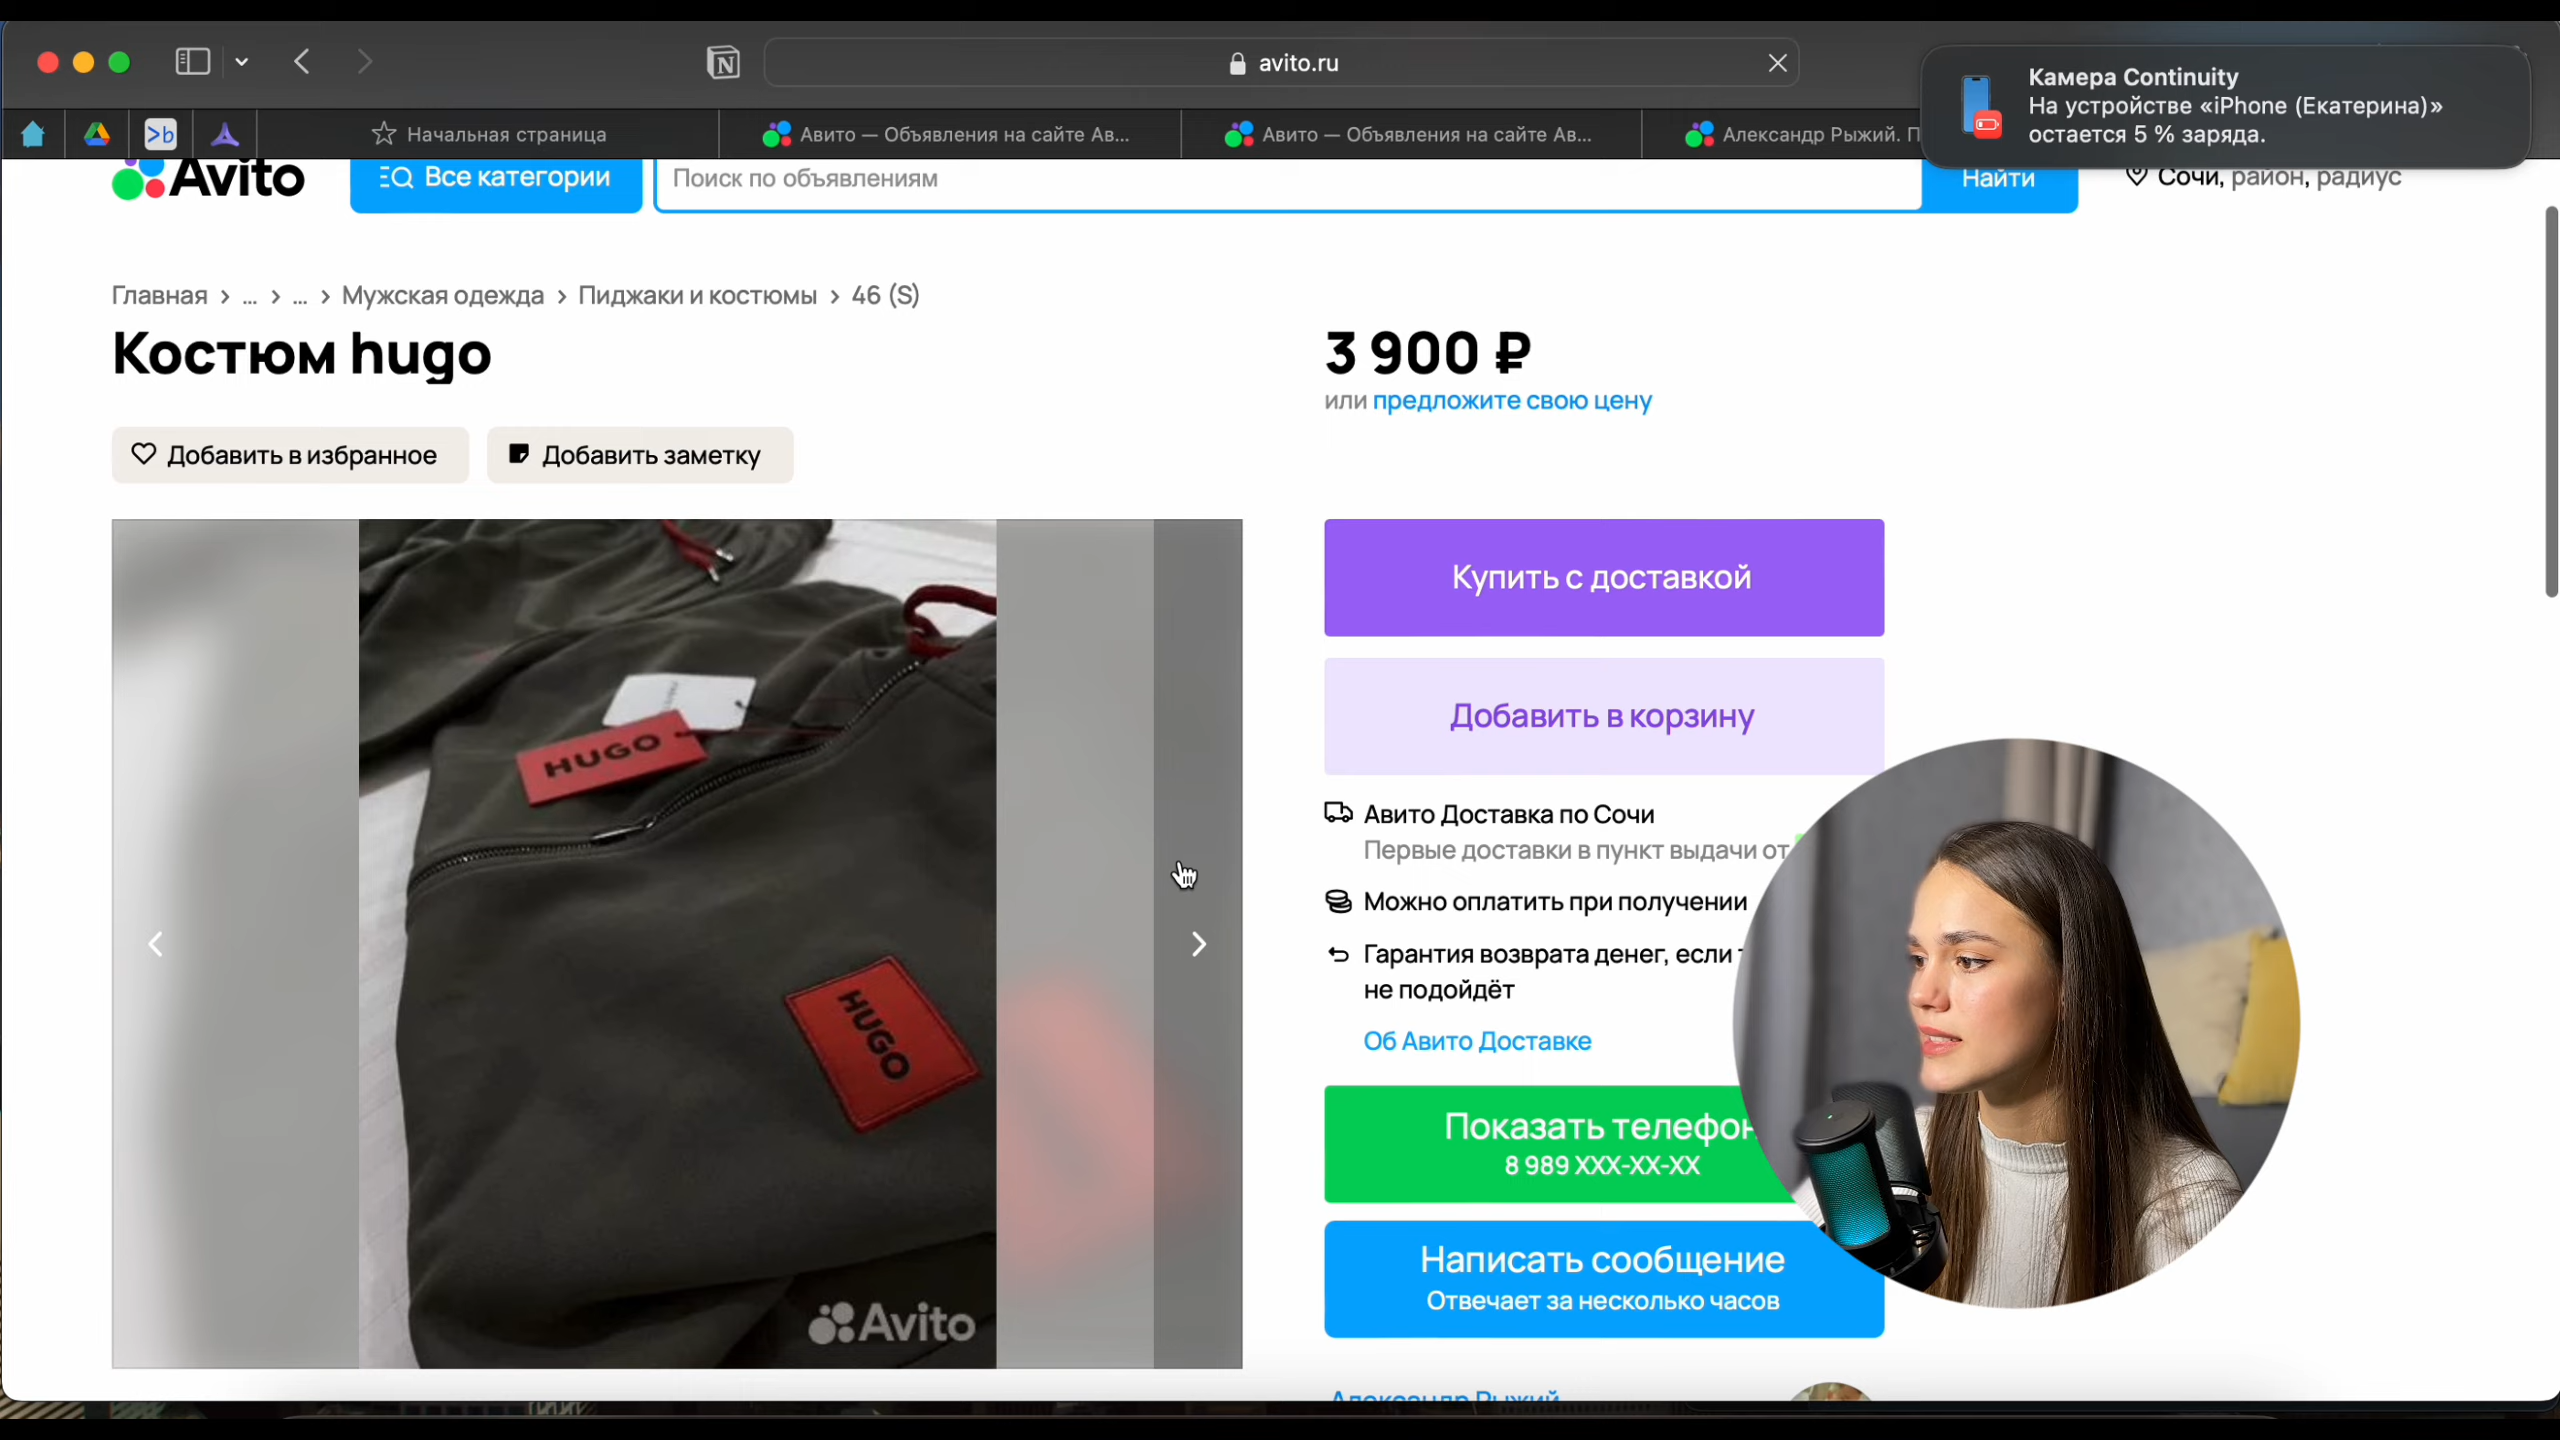 avito.ru
Камера Continuity
На устройстве «iPhone (Екатерина)»
остается 5 % заряда.
Начальная страница
Авито — Объявления на сайте Ав...
Авито — Объявления на сайте Ав...
Александр Рыжий. П
Avito
Все категории
Поиск по объявлениям
Найти
Сочи, район, радиус
Главная › ... › ... › Мужская одежда › Пиджаки и костюмы › 46 (S)
Костюм hugo
3 900 ₽
или предложите свою цену
Добавить в избранное
Добавить заметку
HUGO
HUGO
Avito
Купить с доставкой
Добавить в корзину
Авито Доставка по Сочи
Первые доставки в пункт выдачи от
Можно оплатить при получении
Гарантия возврата денег, если
не подойдёт
Об Авито Доставке
Показать телефон
8 989 XXX-XX-XX
Написать сообщение
Отвечает за несколько часов
Александр Рыжий